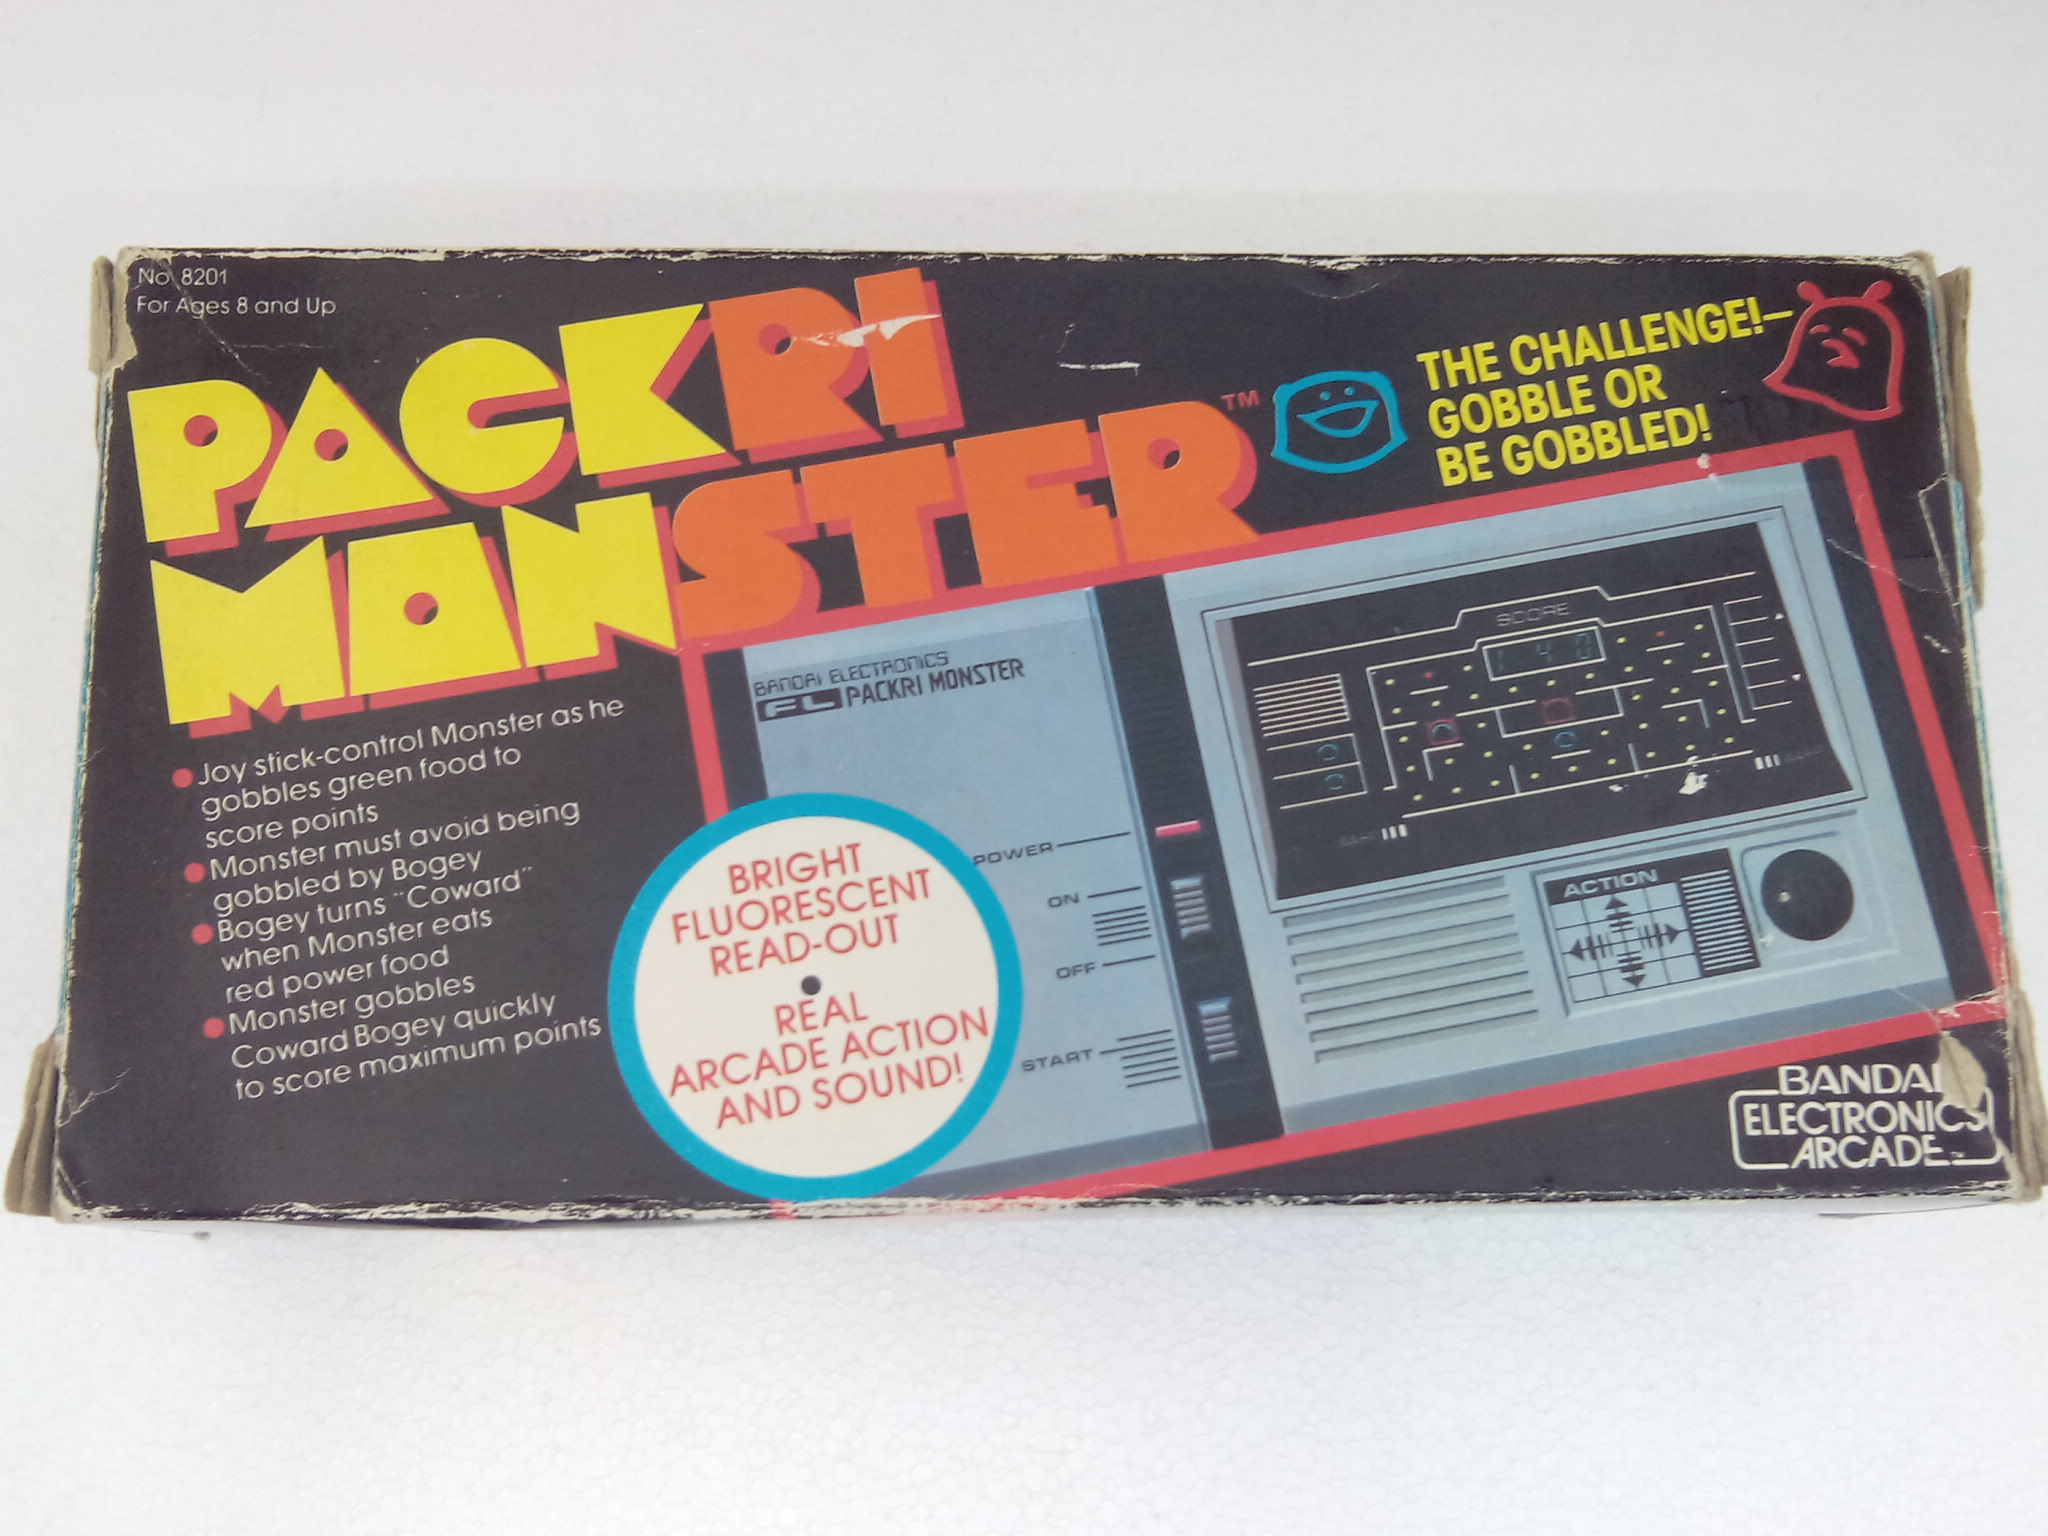 No. 8201
For Ages 8 and Up
PACKRI
MONSTER™
THE CHALLENGE!—
GOBBLE OR
BE GOBBLED!
● Joy stick-control Monster as he
gobbles green food to
score points
● Monster must avoid being
gobbled by Bogey
● Bogey turns "Coward"
when Monster eats
red power food
● Monster gobbles
Coward Bogey quickly
to score maximum points
BRIGHT
FLUORESCENT
READ-OUT
●
REAL
ARCADE ACTION
AND SOUND!
BANDAI ELECTRONICS
FL PACKRI MONSTER
POWER
ON
OFF
START
SCORE
140
ACTION
BANDAI
ELECTRONICS
ARCADE™